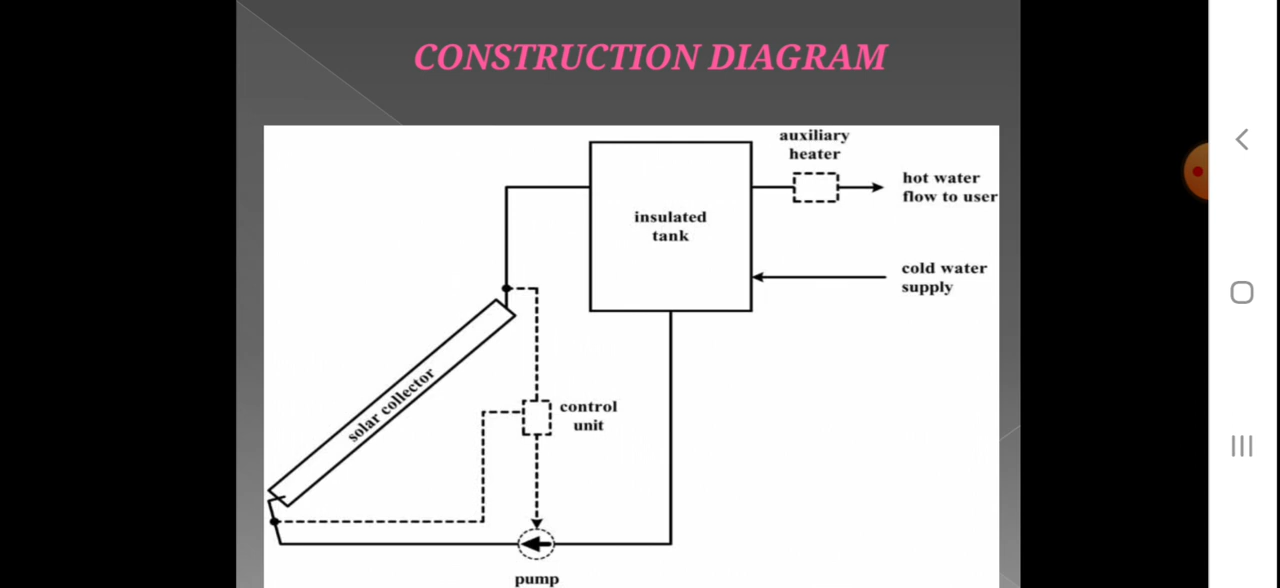 CONSTRUCTION DIAGRAM
auxiliary
heater
hot water
flow to user
insulated
tank
cold water
supply
solar collector
control
unit
pump